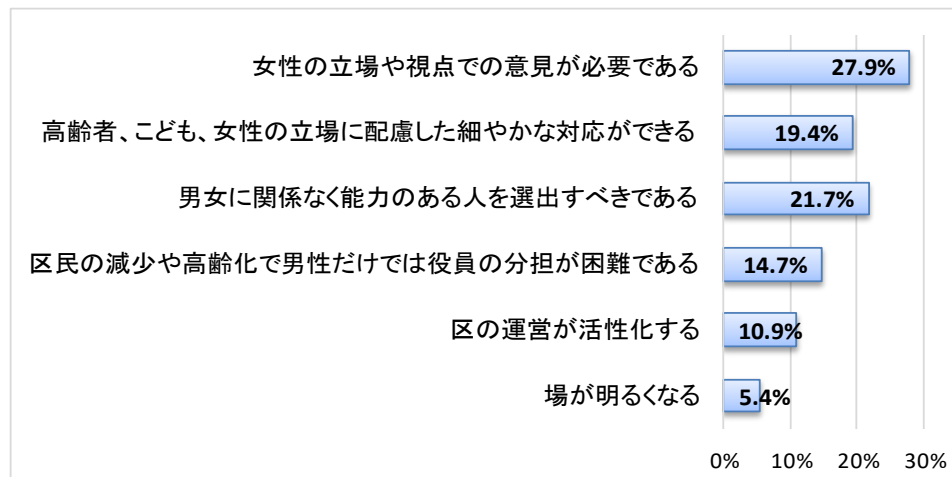 女性の立場や視点での意見が必要である 27.9%
高齢者、こども、女性の立場に配慮した細やかな対応ができる 19.4%
男女に関係なく能力のある人を選出すべきである 21.7%
区民の減少や高齢化で男性だけでは役員の分担が困難である 14.7%
区の運営が活性化する 10.9%
場が明るくなる 5.4%
0% 10% 20% 30%